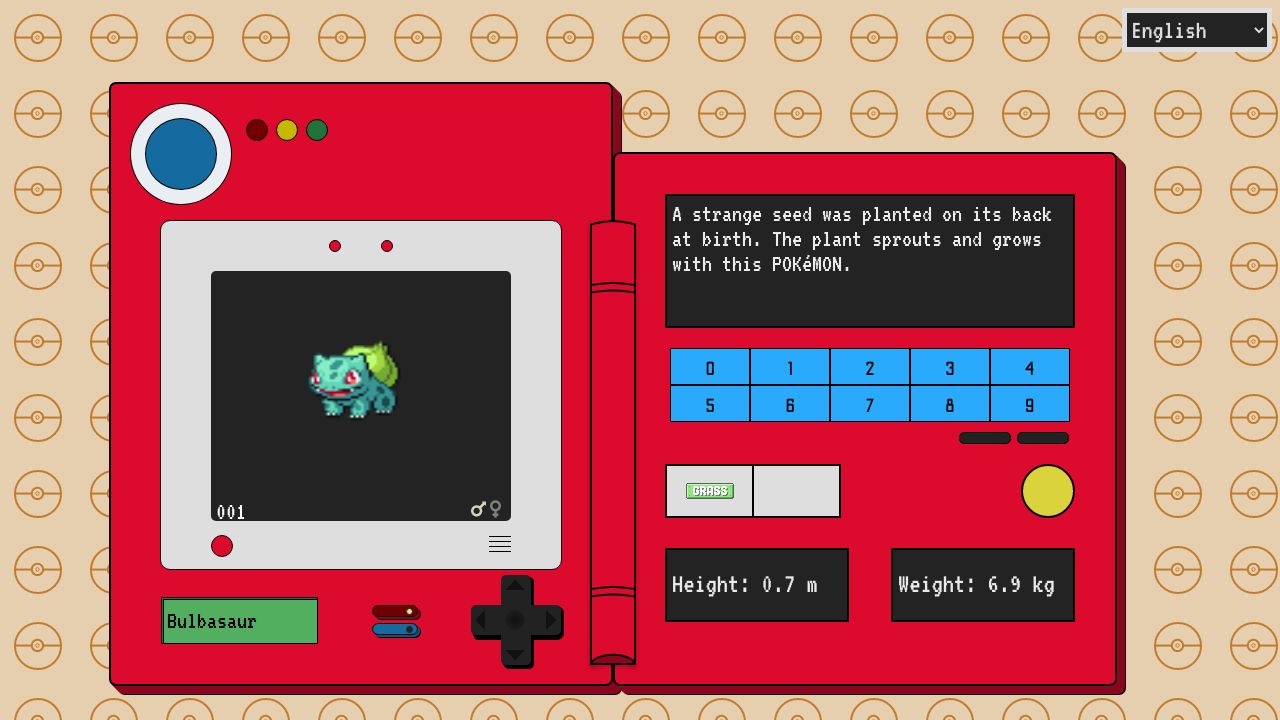 English
A strange seed was planted on its back
at birth. The plant sprouts and grows
with this POKéMON.
0 1 2 3 4
5 6 7 8 9
GRASS
001 ♂♀
Height: 0.7 m
Weight: 6.9 kg
Bulbasaur